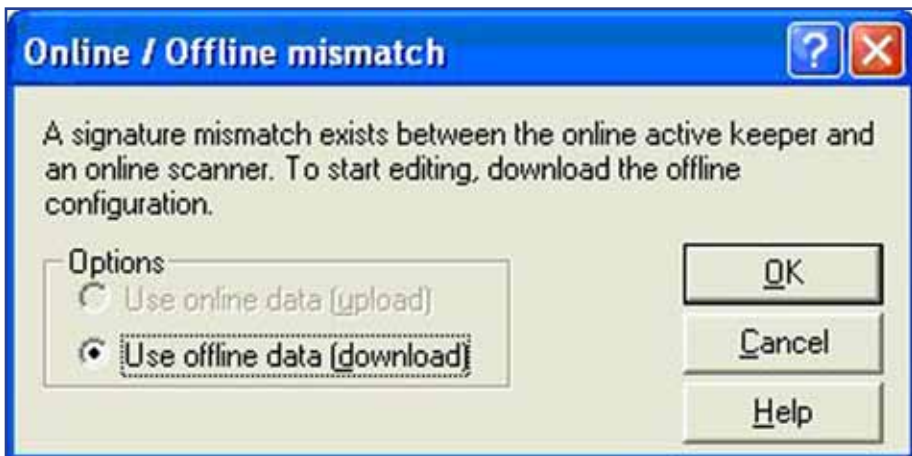 Online / Offline mismatch
A signature mismatch exists between the online active keeper and
an online scanner. To start editing, download the offline
configuration.
Options
Use online data (upload)
Use offline data (download)
OK
Cancel
Help